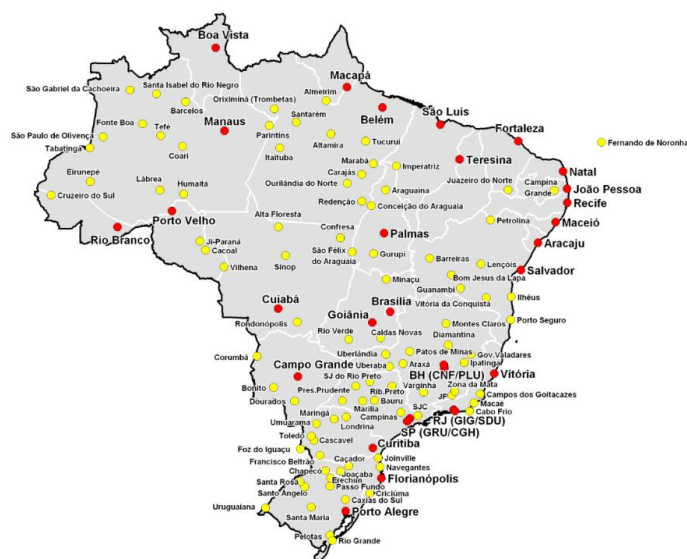 Boa Vista
São Gabriel da Cachoeira
Santa Isabel do Rio Negro
Barcelos
Oriximiná (Trombetas)
Almeirim
Macapá
Belém
São Luis
Fortaleza
Fernando de Noronha
Fonte Boa
Tefé
Manaus
Parintins
Santarém
São Paulo de Olivença
Tabatinga
Coari
Itaituba
Altamira
Tucurui
Teresina
Marabá
Imperatriz
Natal
Eirunepé
Carajás
Juazeiro do Norte
Campina
Grande
João Pessoa
Cruzeiro do Sul
Lábrea
Humaitá
Ourilândia do Norte
Araguaina
Recife
Redenção
Conceição do Araguaia
Porto Velho
Rio Branco
Alta Floresta
Confresa
Palmas
Petrolina
Maceió
Ji-Paraná
Cacoal
São Félix
do Araguaia
Gurupi
Aracaju
Vilhena
Sinop
Barreiras
Lençóis
Salvador
Minaçu
Bom Jesus da Lapa
Guanambi
Cuiabá
Brasília
Vitória da Conquista
Ilhéus
Goiânia
Rondonópolis
Rio Verde
Caldas Novas
Montes Claros
Porto Seguro
Diamantina
Corumbá
Uberlândia
Patos de Minas
Gov.Valadares
Campo Grande
Uberaba
Araxá
Ipatinga
BH (CNF/PLU)
Vitória
SJ do Rio Preto
Bonito
Pres.Prudente
Rib.Preto
Varginha
Zona da Mata
Campos dos Goitacazes
Dourados
Bauru
JF
Macaé
Maringá
Marília
Campinas
SJC
Cabo Frio
Umuarama
Londrina
RJ (GIG/SDU)
SP (GRU/CGH)
Toledo
Cascavel
Foz do Iguaçu
Curitiba
Francisco Beltrão
Caçador
Joinville
Chapecó
Joaçaba
Navegantes
Santa Rosa
Erechim
Florianópolis
Santo Angelo
Passo Fundo
Criciúma
Uruguaiana
Caxias do Sul
Santa Maria
Porto Alegre
Pelotas
Rio Grande